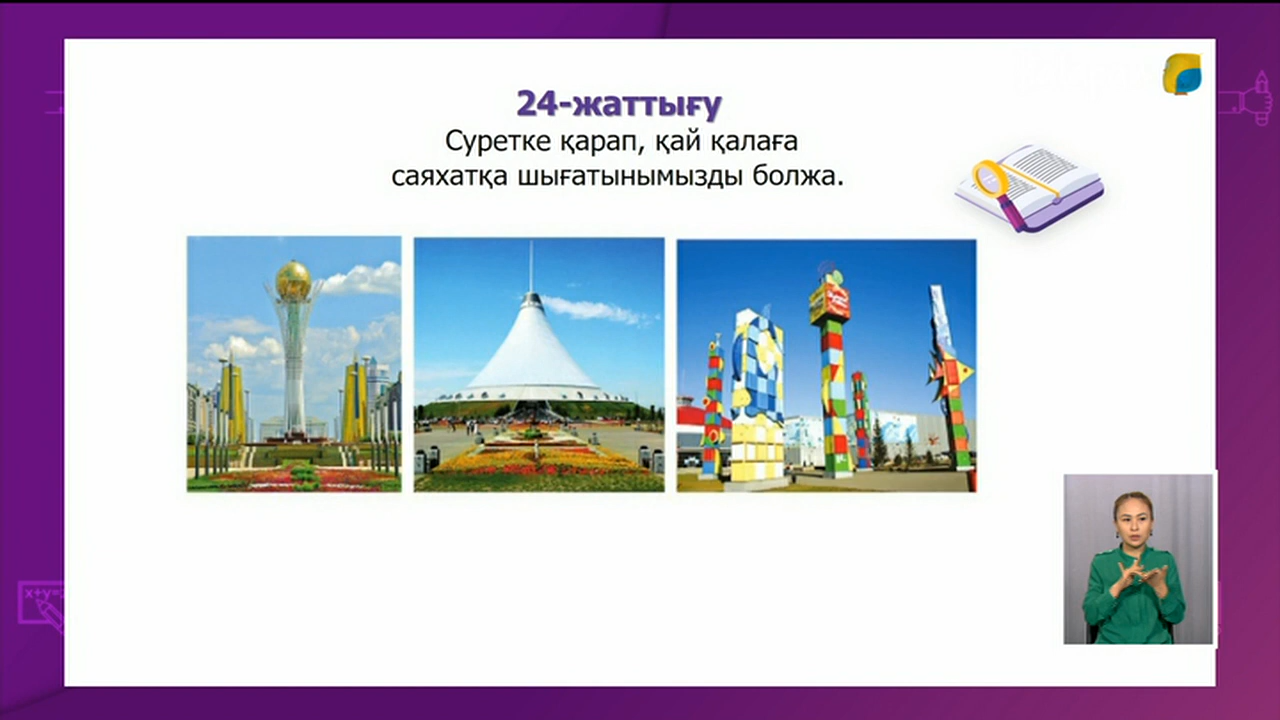 24-жаттығу
Суретке қарап, қай қалаға
саяхатқа шығатынымызды болжа.
x+y=